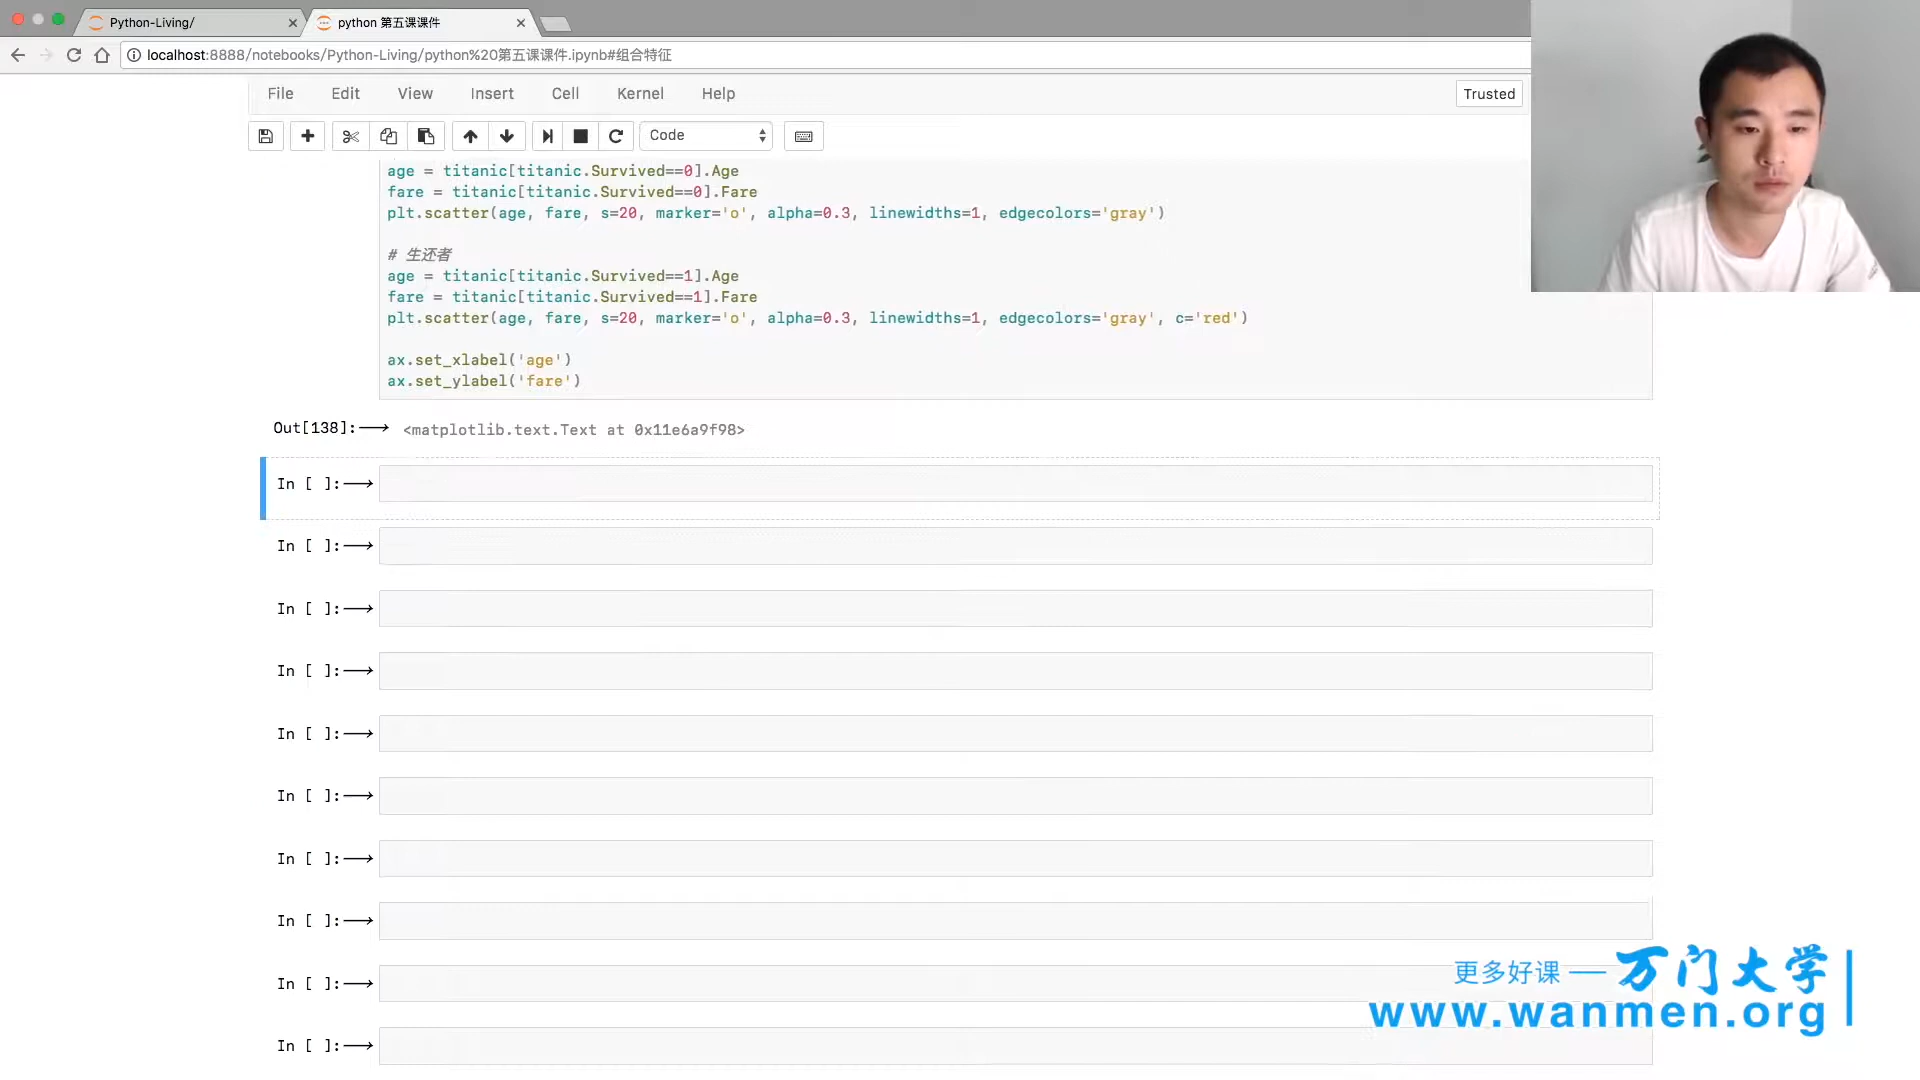 Python-Living/
python 第五课课件
localhost:8888/notebooks/Python-Living/python%20第五课课件.ipynb#组合特征
File Edit View Insert Cell Kernel Help
Trusted
Code
age = titanic[titanic.Survived==0].Age
fare = titanic[titanic.Survived==0].Fare
plt.scatter(age, fare, s=20, marker='o', alpha=0.3, linewidths=1, edgecolors='gray')
# 生还者
age = titanic[titanic.Survived==1].Age
fare = titanic[titanic.Survived==1].Fare
plt.scatter(age, fare, s=20, marker='o', alpha=0.3, linewidths=1, edgecolors='gray', c='red')
ax.set_xlabel('age')
ax.set_ylabel('fare')
Out[138]: <matplotlib.text.Text at 0x11e6a9f98>
In [ ]:
In [ ]:
In [ ]:
In [ ]:
In [ ]:
In [ ]:
In [ ]:
In [ ]:
In [ ]:
In [ ]:
更多好课 — 万门大学
www.wanmen.org